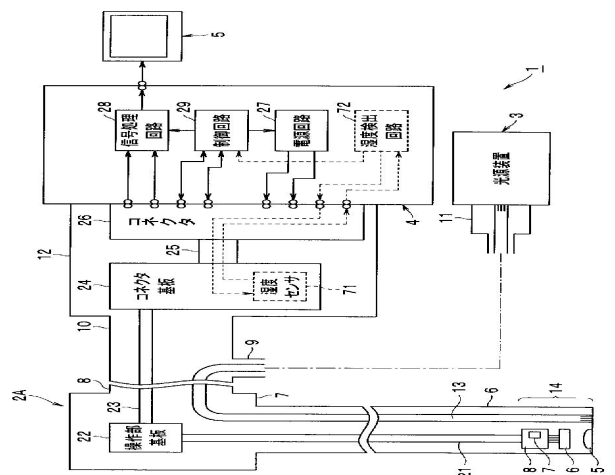 2A
22
操作部
基板
8
23
10
12
24
コネクタ
基板
湿度
センサ
71
25
26
コネクタ
4
28
信号処理
回路
29
制御回路
27
電源回路
72
湿度検出
回路
5
1
3
光源装置
11
9
7
6
13
14
21
8
7
6
5